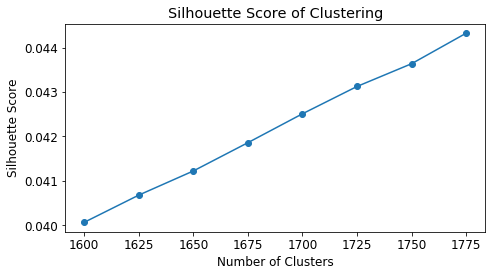 Silhouette Score of Clustering
Silhouette Score
0.044
0.043
0.042
0.041
0.040
1600 1625 1650 1675 1700 1725 1750 1775
Number of Clusters